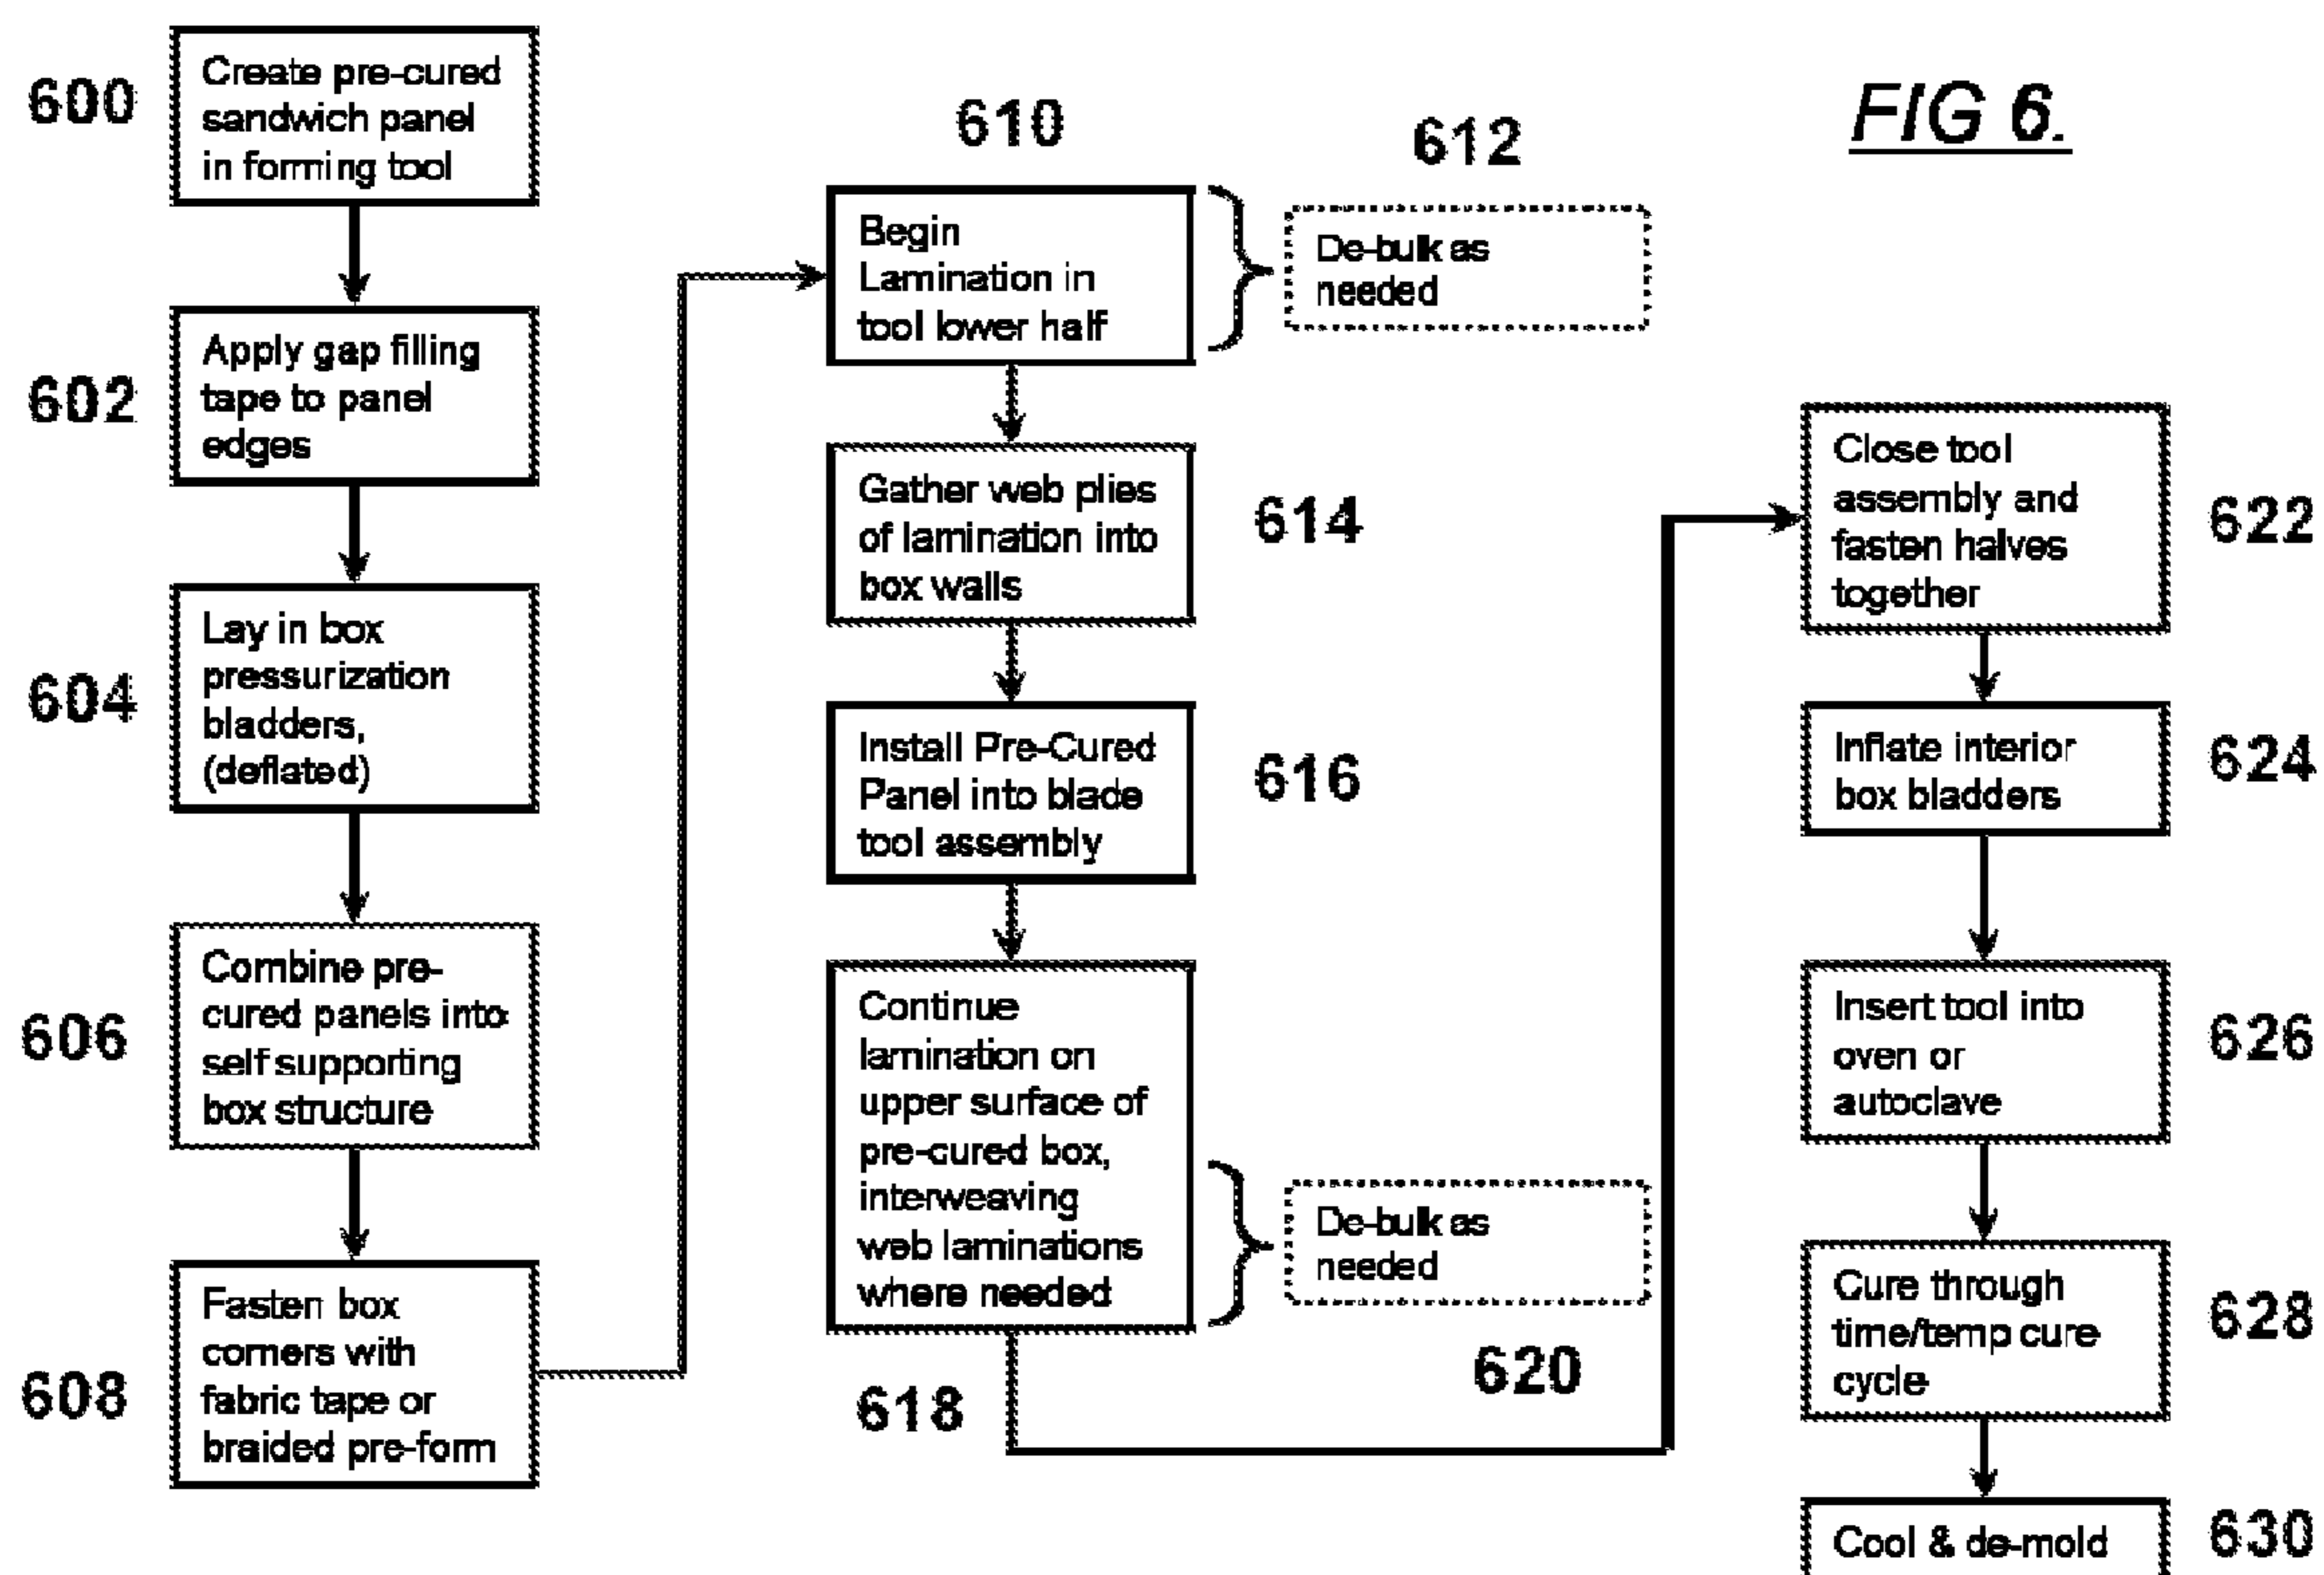 FIG 6.
600
Create pre-cured
sandwich panel
in forming tool
602
Apply gap filling
tape to panel
edges
604
Lay in box
pressurization
bladders,
(deflated)
606
Combine pre-
cured panels into
self supporting
box structure
608
Fasten box
corners with
fabric tape or
braided pre-form
610
Begin
Lamination in
tool lower half
612
De-bulk as
needed
Gather web plies
of lamination into
box walls
614
Install Pre-Cured
Panel into blade
tool assembly
616
Continue
lamination on
upper surface of
pre-cured box,
interweaving
web laminations
where needed
618
De-bulk as
needed
620
Close tool
assembly and
fasten halves
together
622
Inflate interior
box bladders
624
Insert tool into
oven or
autoclave
626
Cure through
time/temp cure
cycle
628
Cool & de-mold
630